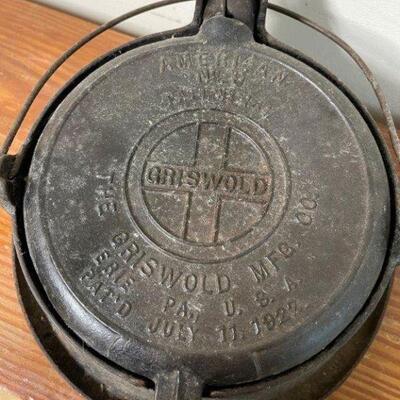 AMERICAN
NO. 8
GRISWOLD
THE GRISWOLD MFG. CO.
ERIE PA., U.S.A.
PAT'D JULY 11, 1922